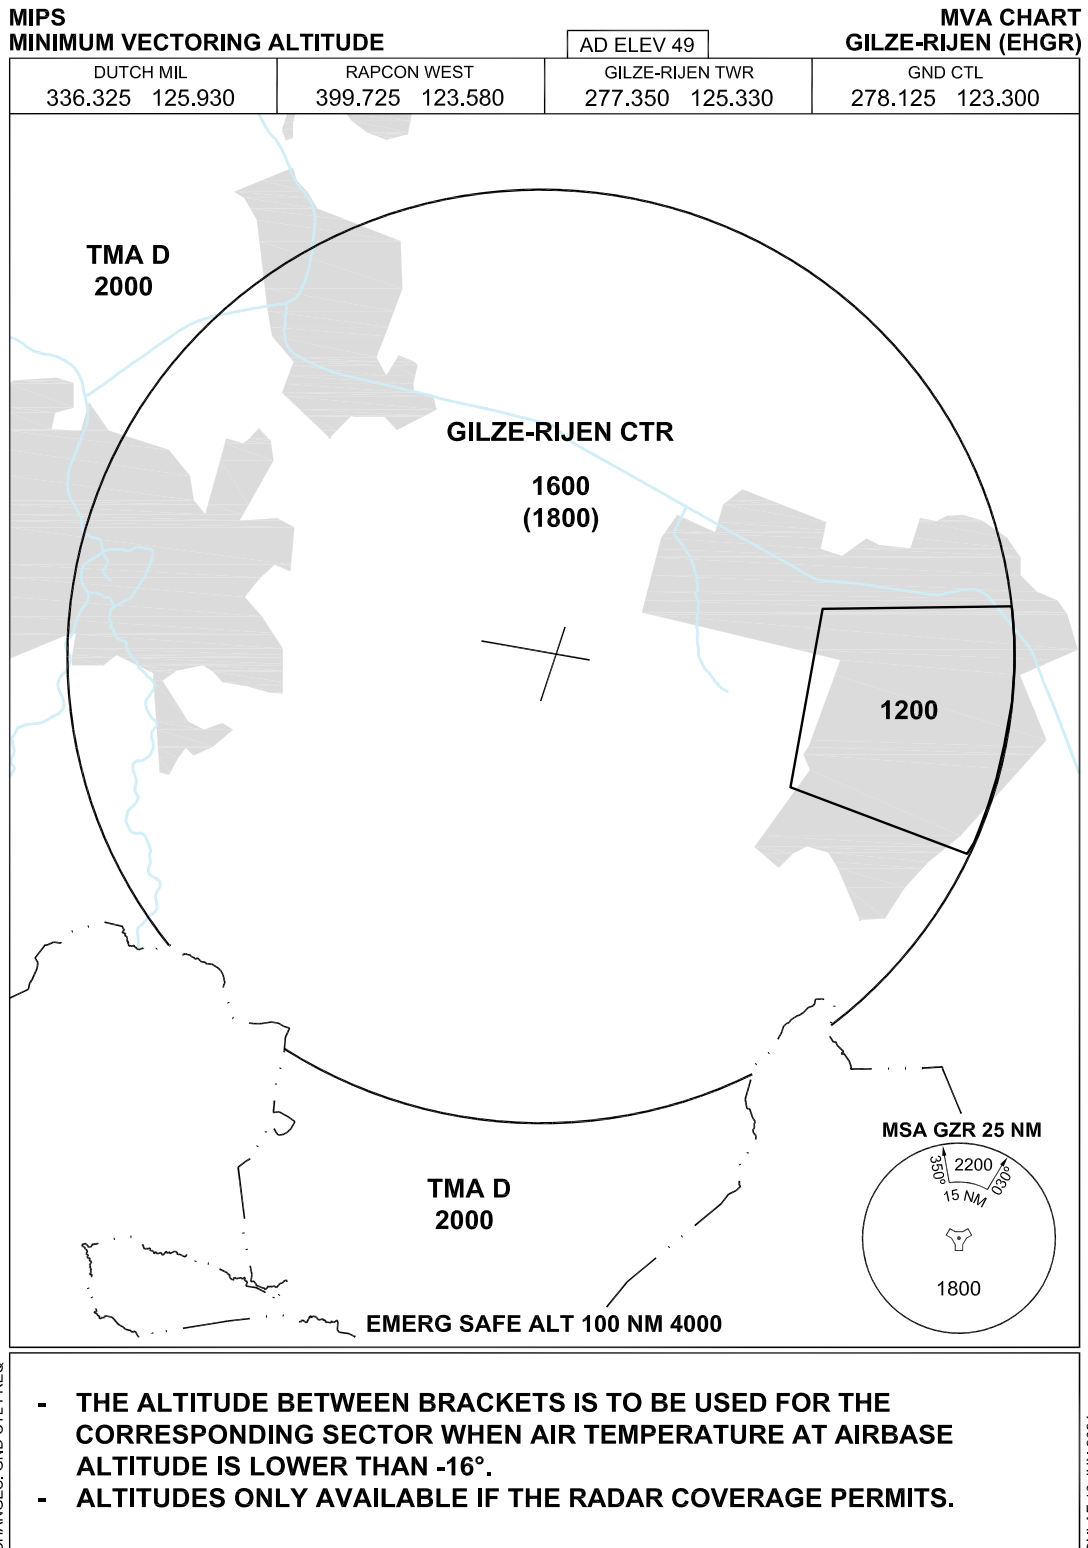 MIPS
MINIMUM VECTORING ALTITUDE
AD ELEV 49
MVA CHART
GILZE-RIJEN (EHGR)
DUTCH MIL
336.325 125.930
RAPCON WEST
399.725 123.580
GILZE-RIJEN TWR
277.350 125.330
GND CTL
278.125 123.300
TMA D
2000
GILZE-RIJEN CTR
1600
(1800)
1200
MSA GZR 25 NM
350°
2200
030°
15 NM
1800
TMA D
2000
EMERG SAFE ALT 100 NM 4000
- THE ALTITUDE BETWEEN BRACKETS IS TO BE USED FOR THE
CORRESPONDING SECTOR WHEN AIR TEMPERATURE AT AIRBASE
ALTITUDE IS LOWER THAN -16°.
- ALTITUDES ONLY AVAILABLE IF THE RADAR COVERAGE PERMITS.